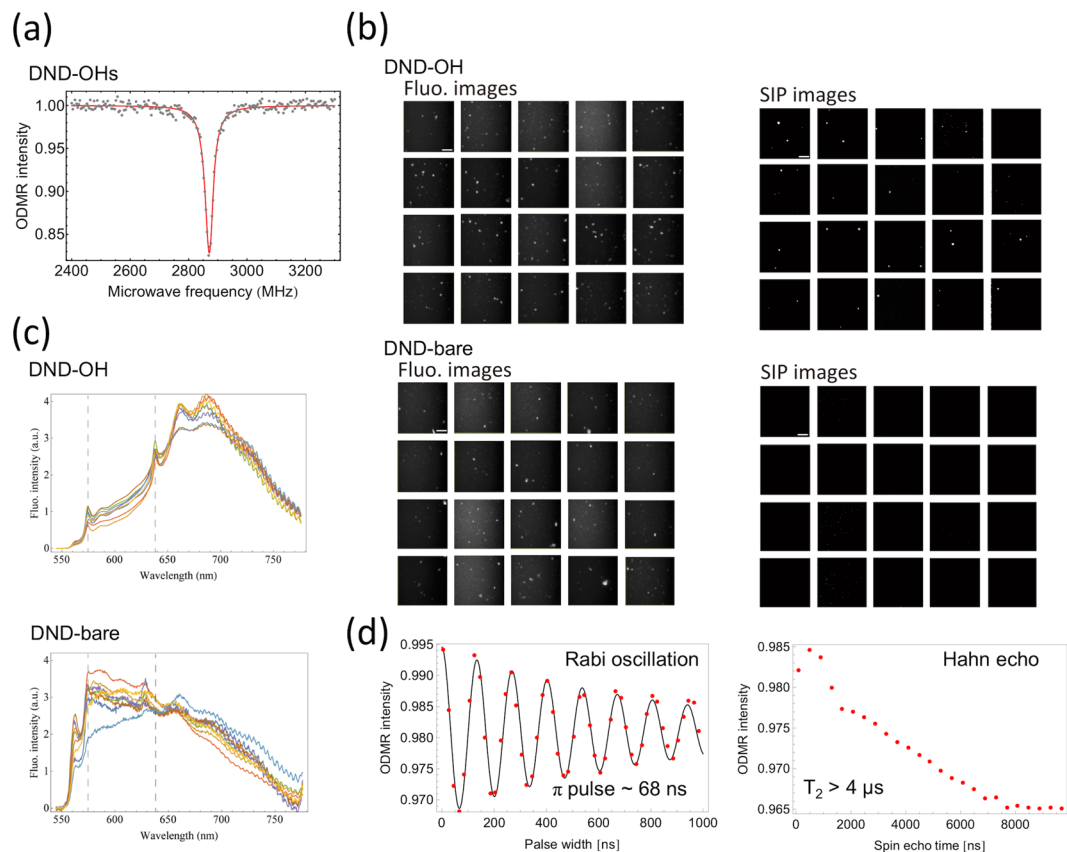 (a)
DND-OHs
ODMR intensity
1.00
0.95
0.90
0.85
2400
2600
2800
3000
3200
Microwave frequency (MHz)
(b)
DND-OH
Fluo. images
SIP images
DND-bare
Fluo. images
SIP images
(c)
DND-OH
Fluo. intensity (a.u.)
4
3
2
1
0
550
600
650
700
750
Wavelength (nm)
DND-bare
Fluo. intensity (a.u.)
4
3
2
1
0
550
600
650
700
750
Wavelength (nm)
(d)
Rabi oscillation
ODMR intensity
0.995
0.990
0.985
0.980
0.975
0.970
π pulse ~ 68 ns
0
200
400
600
800
1000
Palse width [ns]
Hahn echo
ODMR intensity
0.985
0.980
0.975
0.970
0.965
T2 > 4 μs
0
2000
4000
6000
8000
Spin echo time [ns]